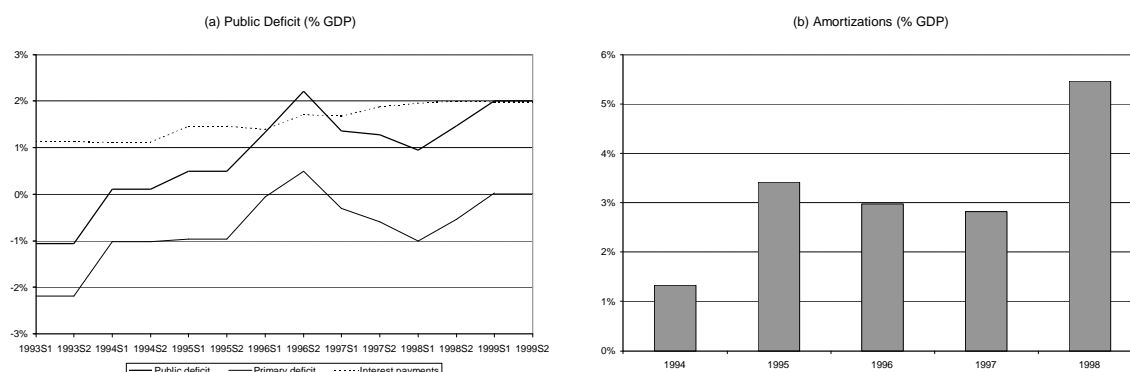 (a) Public Deficit (% GDP)
3%
2%
1%
0%
-1%
-2%
-3%
1993S1 1993S2 1994S1 1994S2 1995S1 1995S2 1996S1 1996S2 1997S1 1997S2 1998S1 1998S2 1999S1 1999S2
Public deficit Primary deficit Interest payments
(b) Amortizations (% GDP)
6%
5%
4%
3%
2%
1%
0%
1994 1995 1996 1997 1998